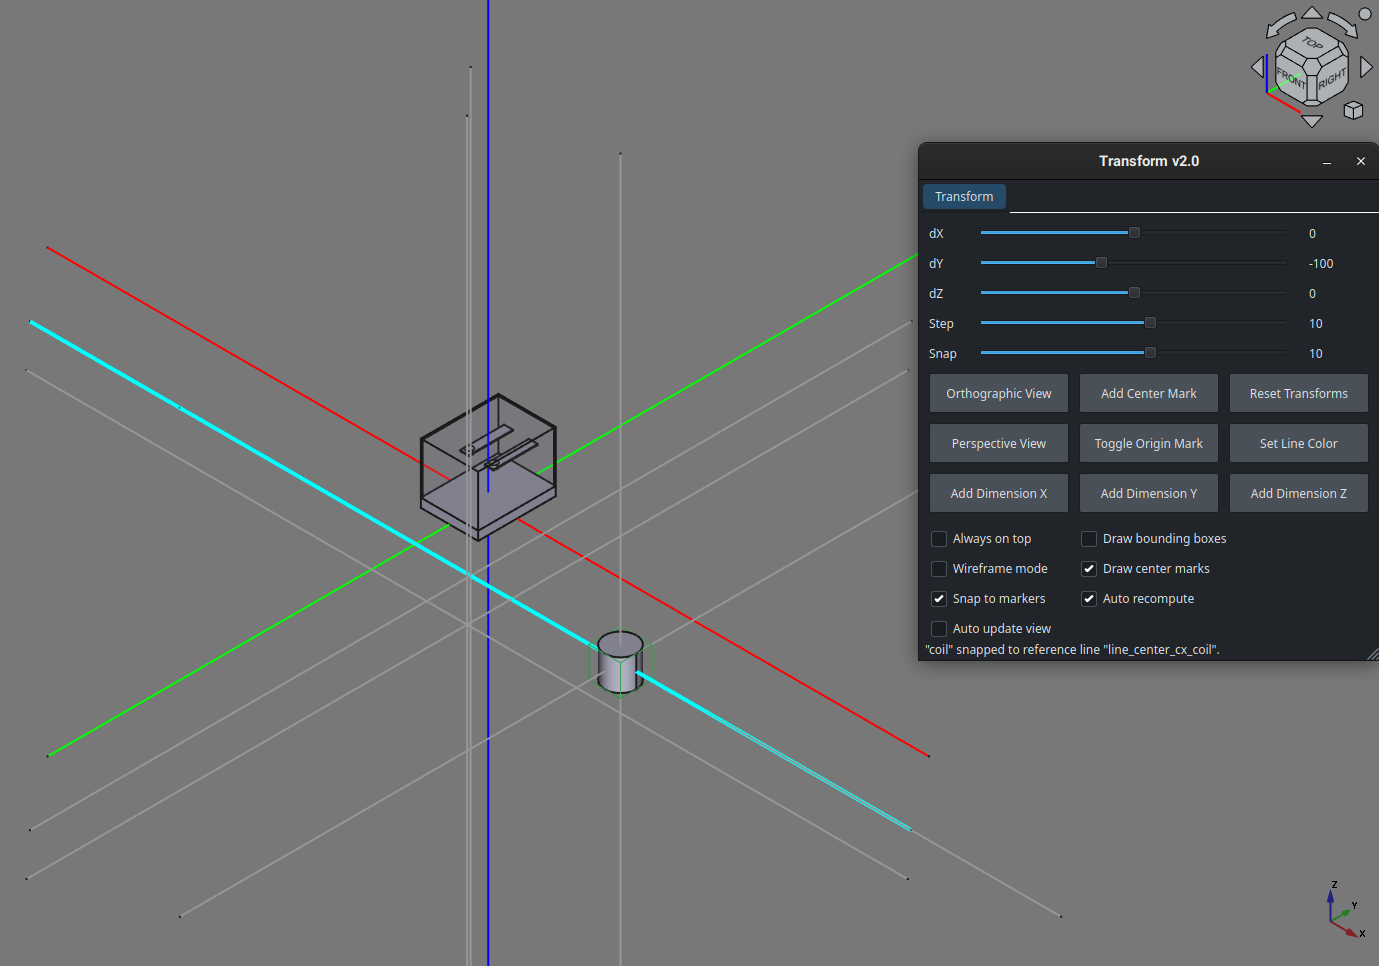 TOP
FRONT
RIGHT
Transform v2.0
Transform
dX 0
dY -100
dZ 0
Step 10
Snap 10
Orthographic View Add Center Mark Reset Transforms
Perspective View Toggle Origin Mark Set Line Color
Add Dimension X Add Dimension Y Add Dimension Z
Always on top Draw bounding boxes
Wireframe mode Draw center marks
Snap to markers Auto recompute
Auto update view
"coil" snapped to reference line "line_center_cx_coil".
Z
Y
X